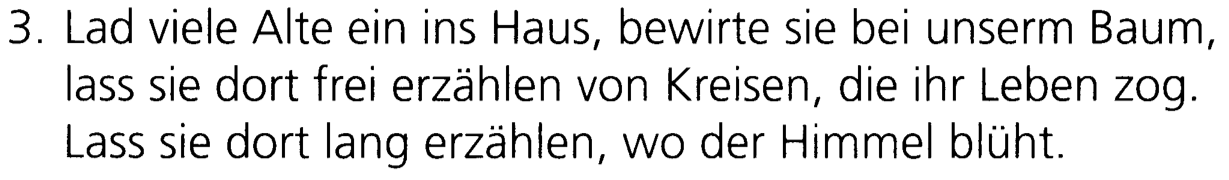 3. Lad viele Alte ein ins Haus, bewirte sie bei unserm Baum,
lass sie dort frei erzählen von Kreisen, die ihr Leben zog.
Lass sie dort lang erzählen, wo der Himmel blüht.